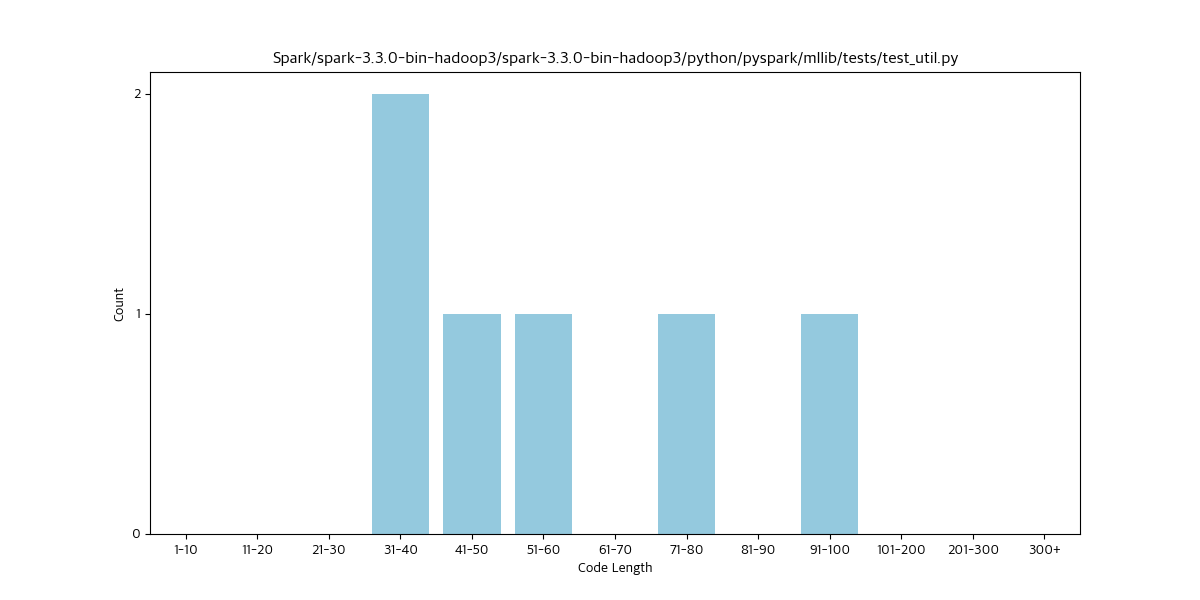 Spark/spark-3.3.0-bin-hadoop3/spark-3.3.0-bin-hadoop3/python/pyspark/mllib/tests/test_util.py
2
1
0
Count
1-10 11-20 21-30 31-40 41-50 51-60 61-70 71-80 81-90 91-100 101-200 201-300 300+
Code Length